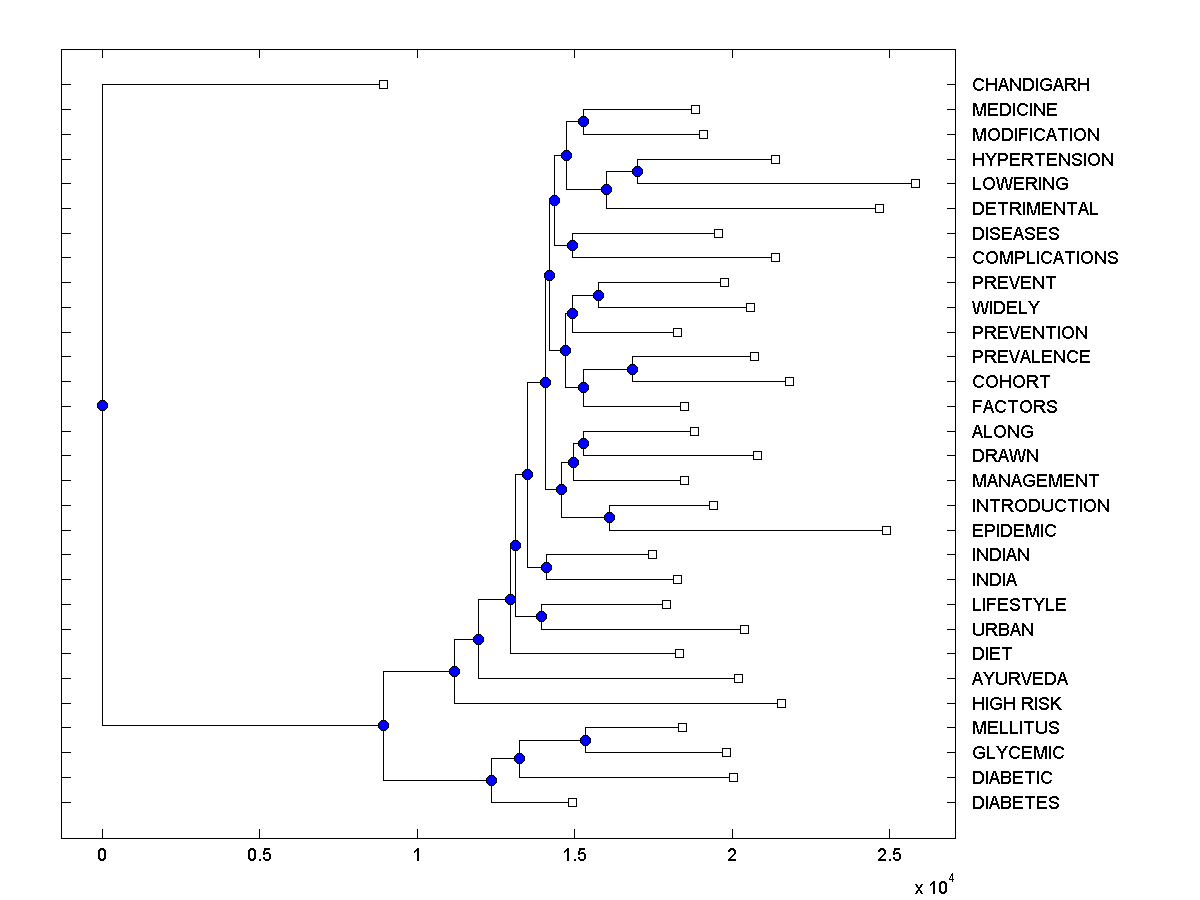 CHANDIGARH
MEDICINE
MODIFICATION
HYPERTENSION
LOWERING
DETRIMENTAL
DISEASES
COMPLICATIONS
PREVENT
WIDELY
PREVENTION
PREVALENCE
COHORT
FACTORS
ALONG
DRAWN
MANAGEMENT
INTRODUCTION
EPIDEMIC
INDIAN
INDIA
LIFESTYLE
URBAN
DIET
AYURVEDA
HIGH RISK
MELLITUS
GLYCEMIC
DIABETIC
DIABETES
0 0.5 1 1.5 2 2.5
x 10^4